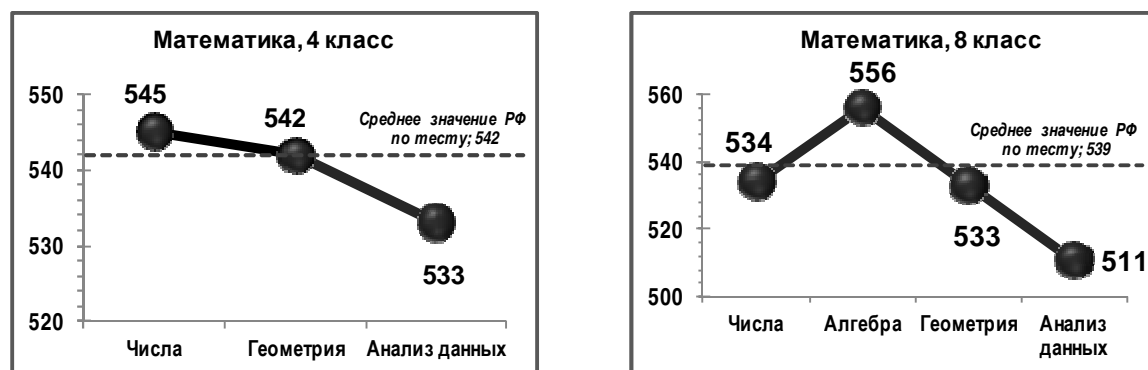 Математика, 4 класс
550
540
530
520
545
542
533
Среднее значение РФ
по тесту; 542
Числа
Геометрия
Анализ данных
Математика, 8 класс
560
540
520
500
534
556
533
511
Среднее значение РФ
по тесту; 539
Числа
Алгебра
Геометрия
Анализ
данных